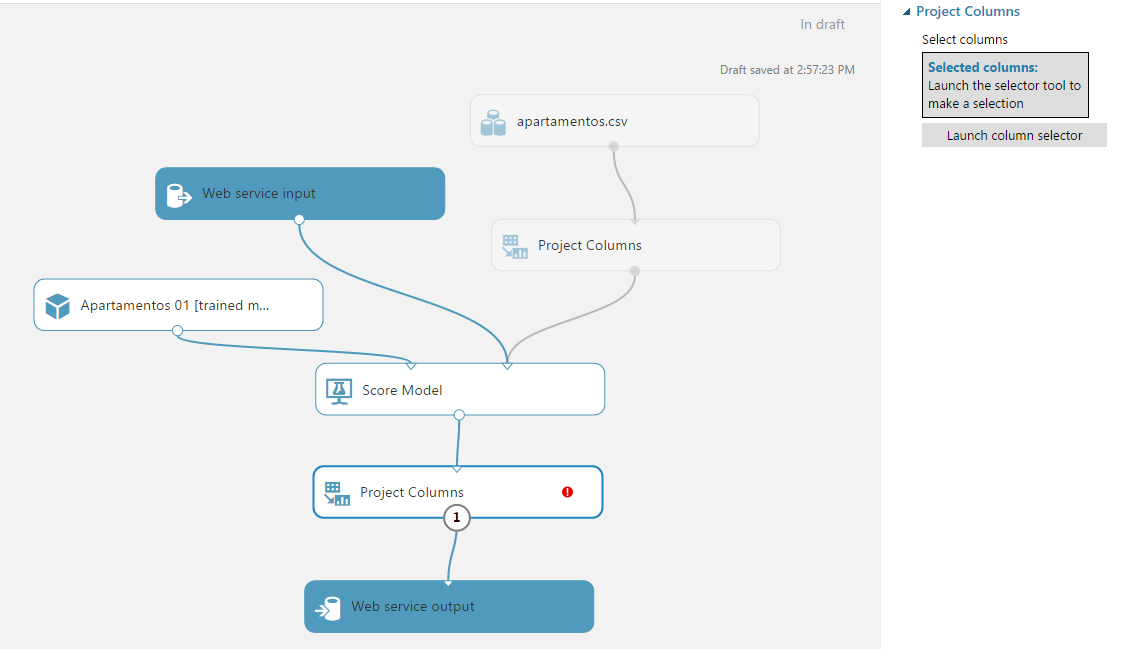 In draft
Draft saved at 2:57:23 PM
apartamentos.csv
Web service input
Project Columns
Apartamentos 01 [trained m...
Score Model
Project Columns
1
Web service output
Project Columns
Select columns
Selected columns:
Launch the selector tool to
make a selection
Launch column selector